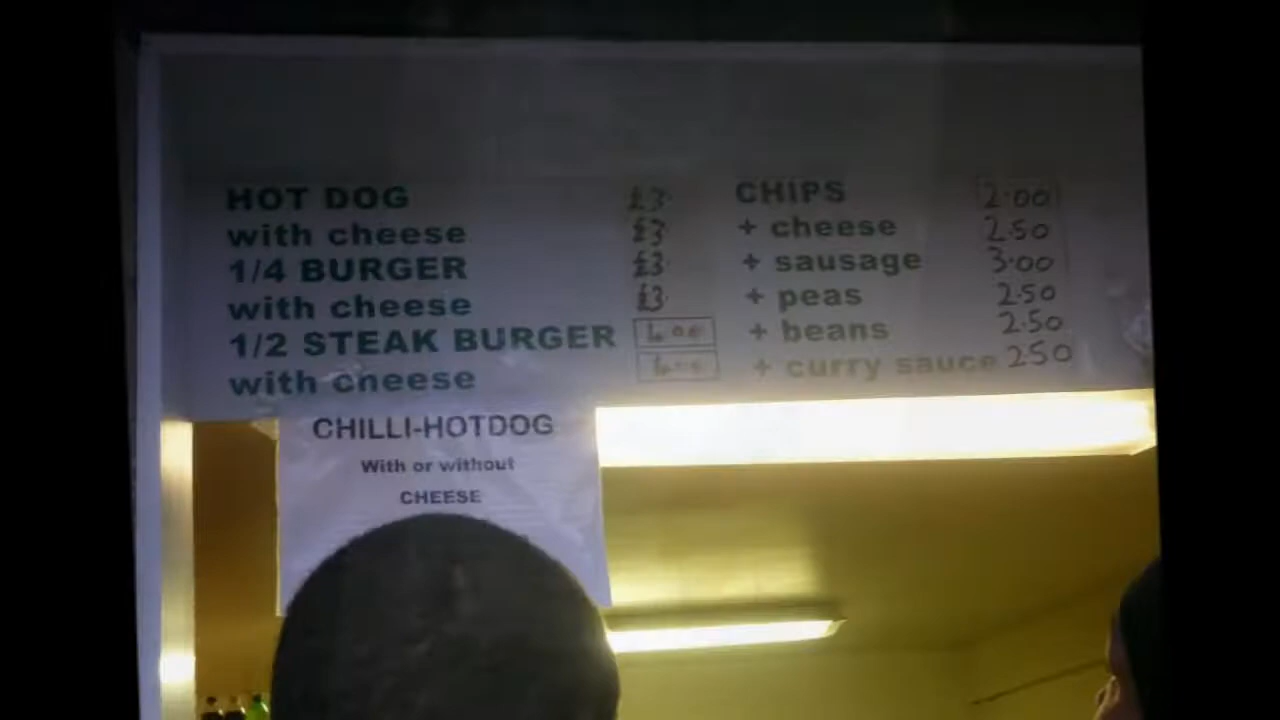 HOT DOG £3
with cheese £3
1/4 BURGER £3
with cheese £3
1/2 STEAK BURGER
with cheese
CHIPS 2.00
+ cheese 2.50
+ sausage 3.00
+ peas 2.50
+ beans 2.50
+ curry sauce 2.50
CHILLI-HOTDOG
With or without
CHEESE